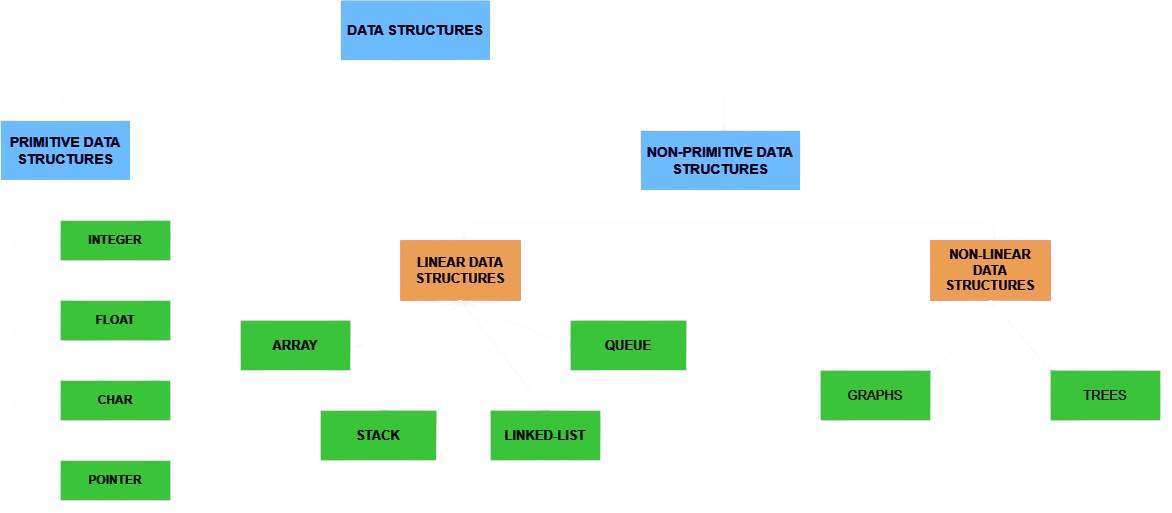 DATA STRUCTURES
PRIMITIVE DATA
STRUCTURES
NON-PRIMITIVE DATA
STRUCTURES
INTEGER
FLOAT
CHAR
POINTER
LINEAR DATA
STRUCTURES
ARRAY
STACK
LINKED-LIST
QUEUE
NON-LINEAR
DATA
STRUCTURES
GRAPHS
TREES